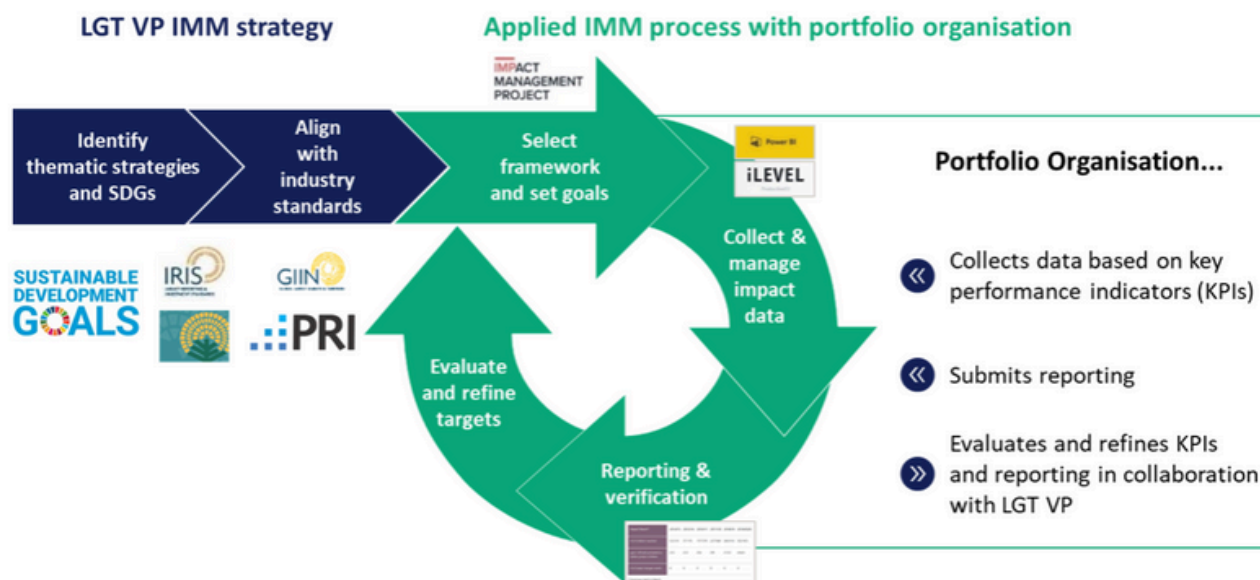 LGT VP IMM strategy
Applied IMM process with portfolio organisation
IMPACT
MANAGEMENT
PROJECT
Identify
thematic strategies
and SDGs
Align
with
industry
standards
Select
framework
and set goals
Power BI
iLEVEL
Collect &
manage
impact
data
SUSTAINABLE
DEVELOPMENT
GOALS
IRIS
GIIN
PRI
Evaluate
and refine
targets
Reporting &
verification
Portfolio Organisation...
Collects data based on key
performance indicators (KPIs)
Submits reporting
Evaluates and refines KPIs
and reporting in collaboration
with LGT VP